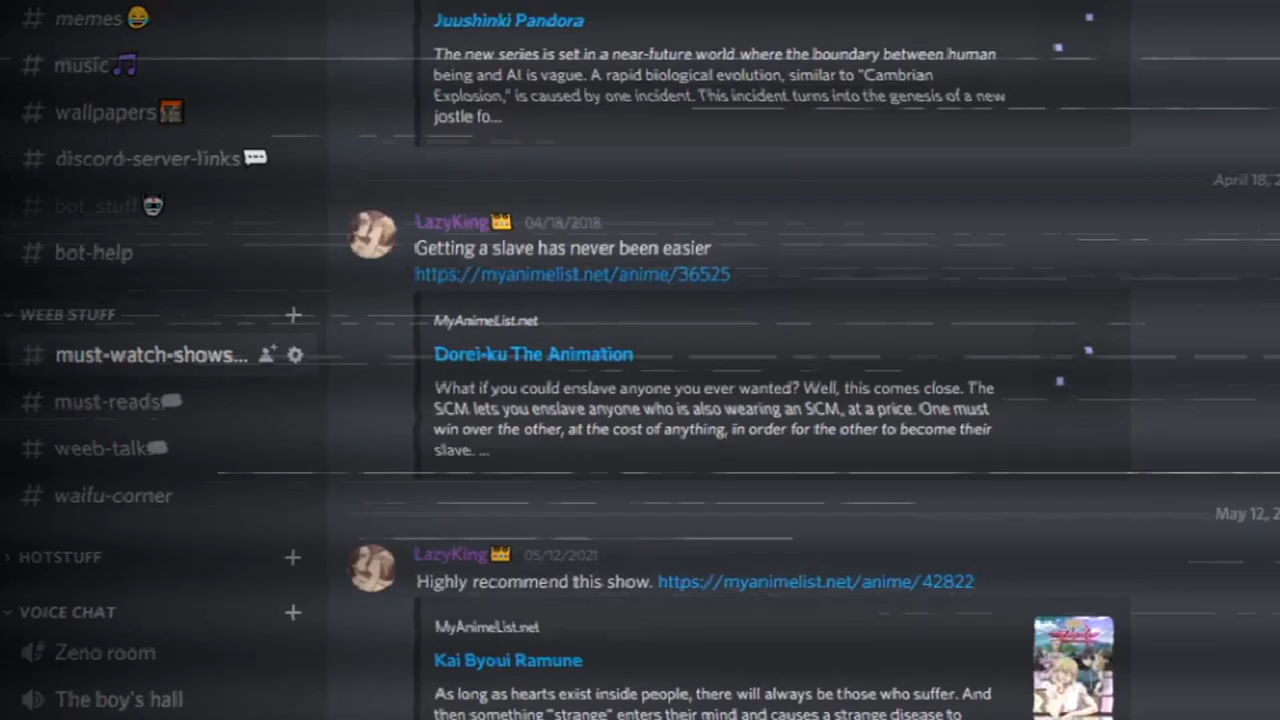 memes
music
wallpapers
discord-server-links
bot_stuff
bot-help
WEEB STUFF
must-watch-shows...
must-reads
weeb-talk
waifu-corner
HOTSTUFF
VOICE CHAT
Zeno room
The boy's hall
Juushinki Pandora
The new series is set in a near-future world where the boundary between human
being and AI is vague. A rapid biological evolution, similar to "Cambrian
Explosion," is caused by one incident. This incident turns into the genesis of a new
jostle fo...
April 18, 2
LazyKing 04/18/2018
Getting a slave has never been easier
https://myanimelist.net/anime/36525
MyAnimeList.net
Dorei-ku The Animation
What if you could enslave anyone you ever wanted? Well, this comes close. The
SCM lets you enslave anyone who is also wearing an SCM, at a price. One must
win over the other, at the cost of anything, in order for the other to become their
slave. ...
May 12, 2
LazyKing 05/12/2021
Highly recommend this show. https://myanimelist.net/anime/42822
MyAnimeList.net
Kai Byoui Ramune
As long as hearts exist inside people, there will always be those who suffer. And
then something "strange" enters their mind and causes a strange disease to